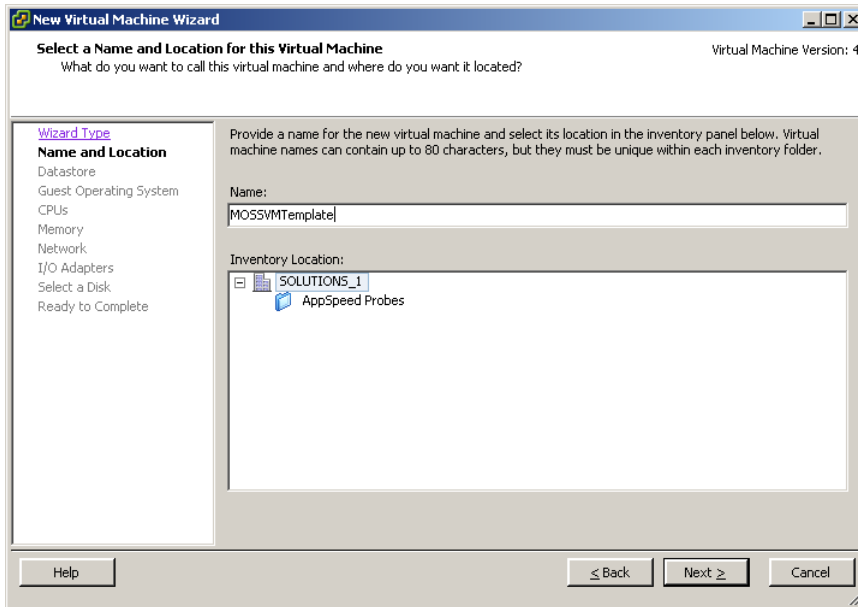 New Virtual Machine Wizard
Select a Name and Location for this Virtual Machine
Virtual Machine Version: 4
What do you want to call this virtual machine and where do you want it located?
Wizard Type
Name and Location
Datastore
Guest Operating System
CPUs
Memory
Network
I/O Adapters
Select a Disk
Ready to Complete
Provide a name for the new virtual machine and select its location in the inventory panel below. Virtual
machine names can contain up to 80 characters, but they must be unique within each inventory folder.
Name:
MOSSVMTemplate
Inventory Location:
SOLUTIONS_1
AppSpeed Probes
Help
< Back
Next >
Cancel